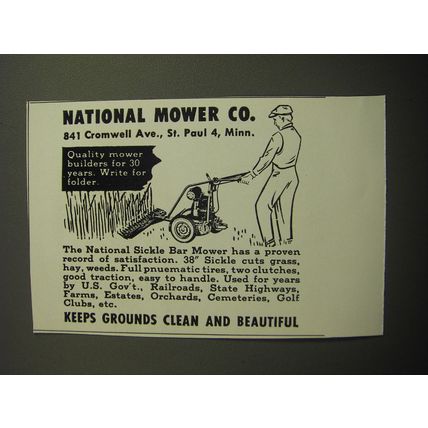 NATIONAL MOWER CO.
841 Cromwell Ave., St. Paul 4, Minn.
Quality mower
builders for 30
years. Write for
folder.
The National Sickle Bar Mower has a proven
record of satisfaction. 38" Sickle cuts grass,
hay, weeds. Full pnuematic tires, two clutches,
good traction, easy to handle. Used for years
by U.S. Gov't., Railroads, State Highways,
Farms, Estates, Orchards, Cemeteries, Golf
Clubs, etc.
KEEPS GROUNDS CLEAN AND BEAUTIFUL